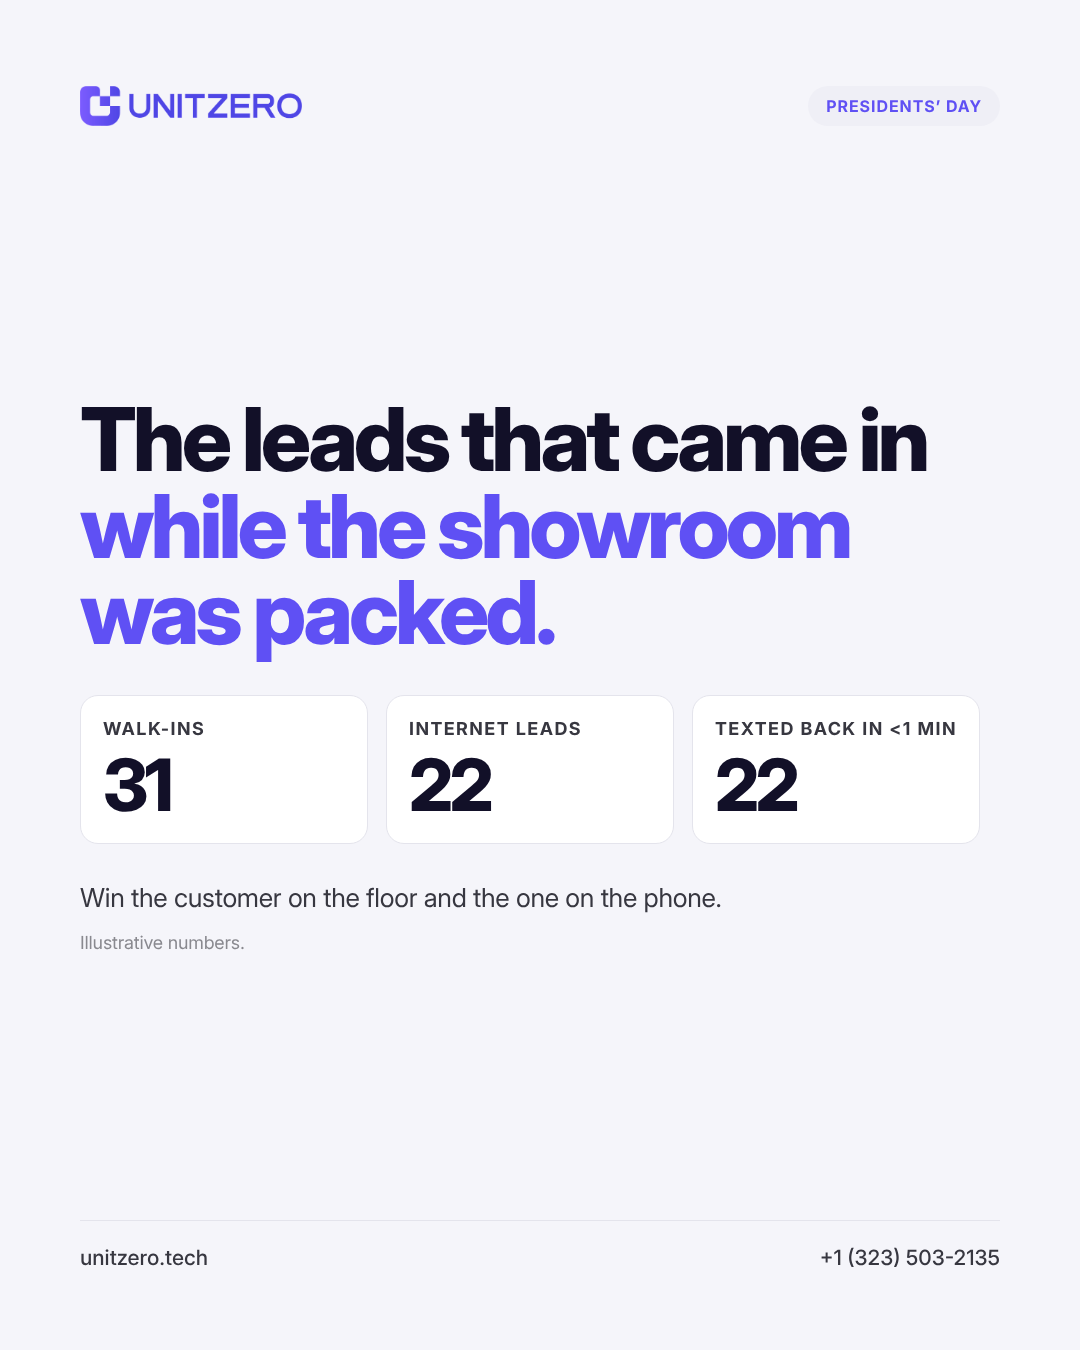 UNITZERO
PRESIDENTS' DAY
The leads that came in
while the showroom
was packed.
WALK-INS
31
INTERNET LEADS
22
TEXTED BACK IN <1 MIN
22
Win the customer on the floor and the one on the phone.
Illustrative numbers.
unitzero.tech
+1 (323) 503-2135